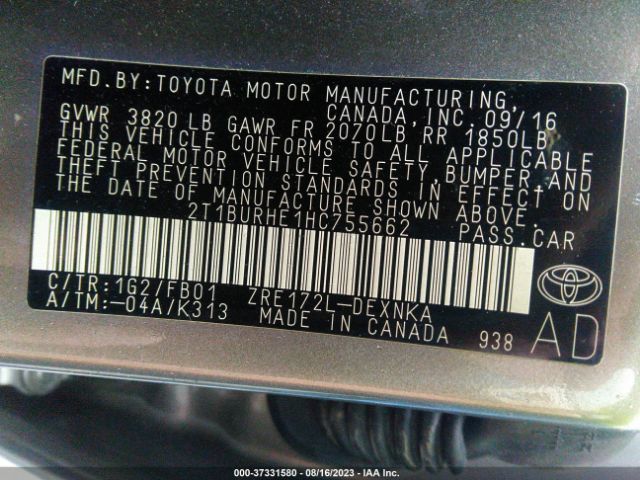 MFD. BY: TOYOTA MOTOR MANUFACTURING,
CANADA, INC. 09/16
GVWR 3820 LB GAWR FR 2070LB RR 1850LB
THIS VEHICLE CONFORMS TO ALL APPLICABLE
FEDERAL MOTOR VEHICLE SAFETY, BUMPER, AND
THEFT PREVENTION STANDARDS IN EFFECT ON
THE DATE OF MANUFACTURE SHOWN ABOVE.
2T1BURHE1HC755662 PASS. CAR
C/TR: 1G2/FB01 ZRE172L-DEXNKA
A/TM: -04A/K313 MADE IN CANADA 938 AD
000-37331580 - 08/16/2023 - IAA Inc.